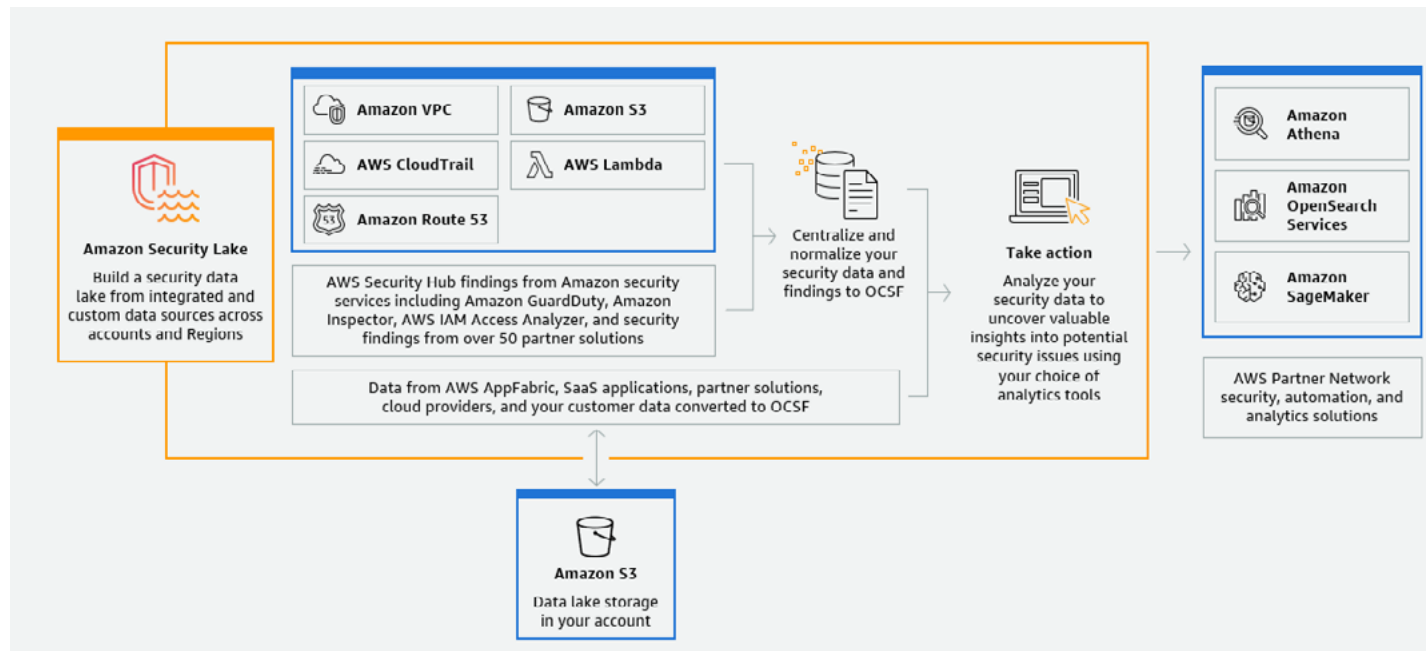 Amazon Security Lake
Build a security data
lake from integrated and
custom data sources across
accounts and Regions
Amazon VPC
Amazon S3
AWS CloudTrail
AWS Lambda
53
Amazon Route 53
AWS Security Hub findings from Amazon security
services including Amazon GuardDuty, Amazon
Inspector, AWS IAM Access Analyzer, and security
findings from over 50 partner solutions
Data from AWS AppFabric, SaaS applications, partner solutions,
cloud providers, and your customer data converted to OCSF
Amazon S3
Data lake storage
in your account
Centralize and
normalize your
security data and
findings to OCSF
Take action
Analyze your
security data to
uncover valuable
insights into potential
security issues using
your choice of
analytics tools
Amazon
Athena
Amazon
OpenSearch
Services
Amazon
SageMaker
AWS Partner Network
security, automation, and
analytics solutions